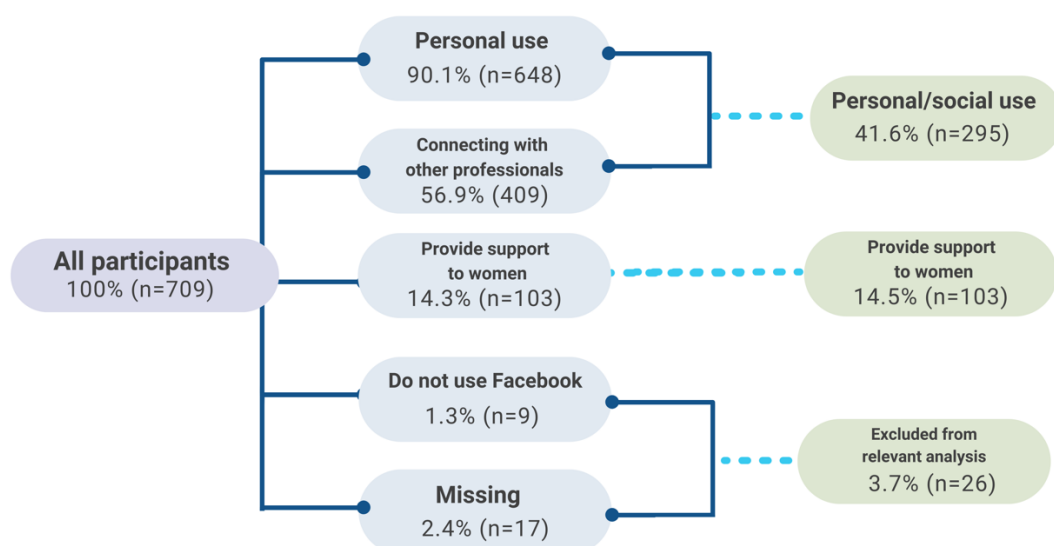 All participants
100% (n=709)
Personal use
90.1% (n=648)
Connecting with
other professionals
56.9% (409)
Provide support
to women
14.3% (n=103)
Do not use Facebook
1.3% (n=9)
Missing
2.4% (n=17)
Personal/social use
41.6% (n=295)
Provide support
to women
14.5% (n=103)
Excluded from
relevant analysis
3.7% (n=26)